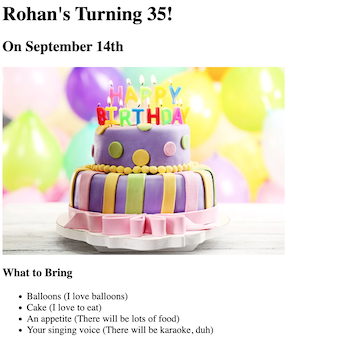 Rohan's Turning 35!
On September 14th
HAPPY
BIRTHDAY
What to Bring
Balloons (I love balloons)
Cake (I love to eat)
An appetite (There will be lots of food)
Your singing voice (There will be karaoke, duh)